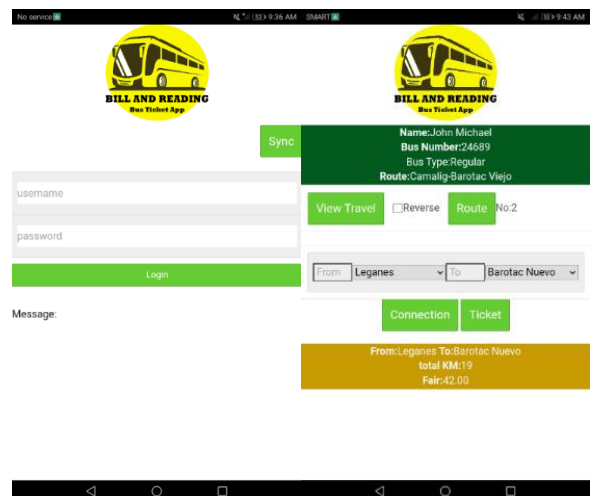 No service
9:36 AM
BILL AND READING
Bus Ticket App
Sync
username
password
Login
Message:
SMART
9:43 AM
BILL AND READING
Bus Ticket App
Name:John Michael
Bus Number:24689
Bus Type:Regular
Route:Camalig-Barotac Viejo
View Travel Reverse Route No:2
From Leganes To Barotac Nuevo
Connection Ticket
From:Leganes To:Barotac Nuevo
total KM:19
Fair:42.00